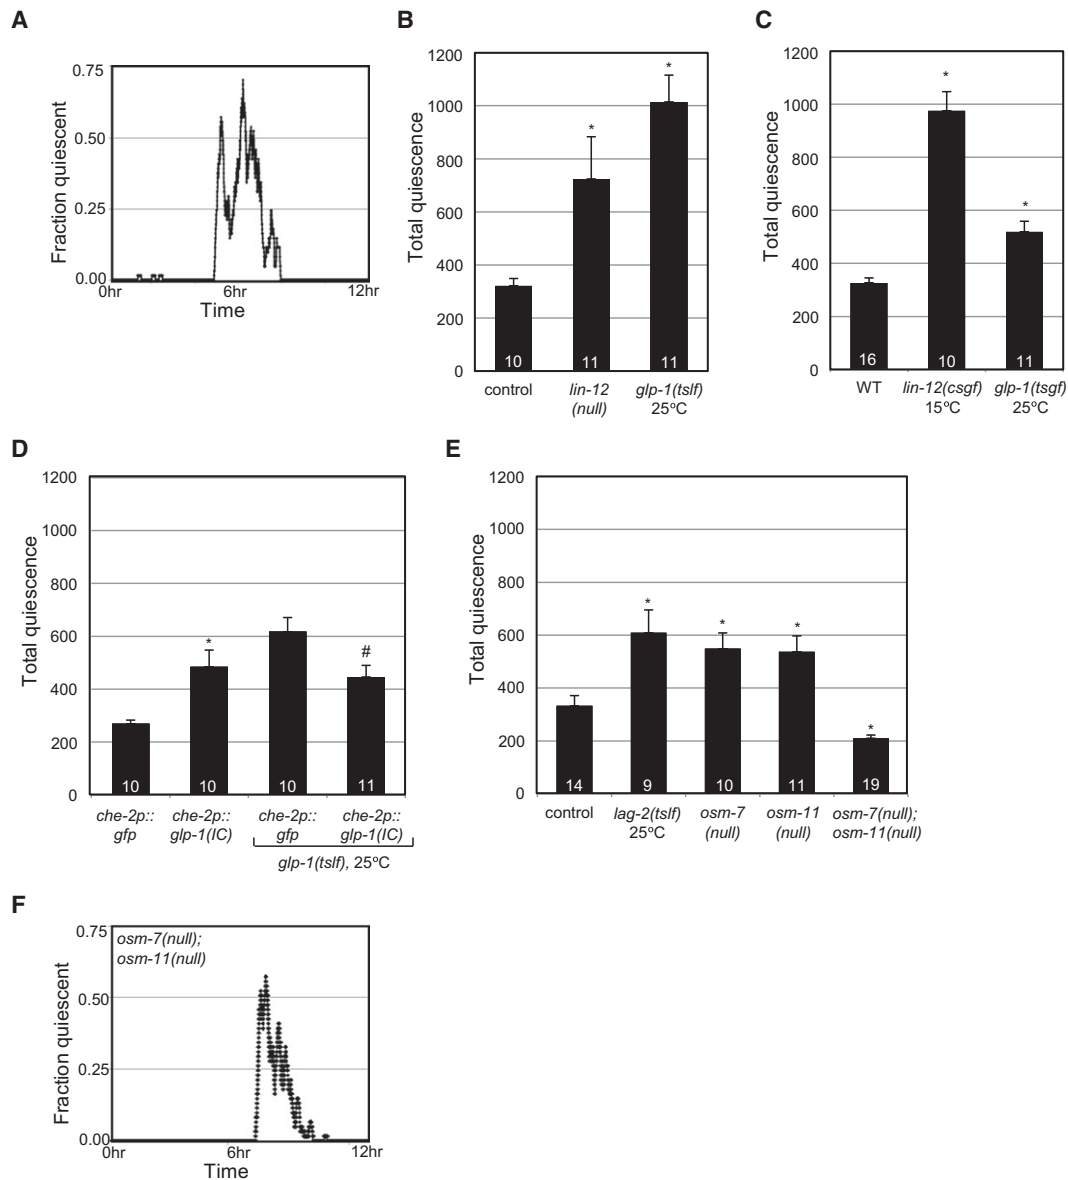 A
0.75
0.50
0.25
0.00
Fraction quiescent
0hr 6hr 12hr
Time
B
1200
1000
800
600
400
200
0
Total quiescence
* *
10 11 11
control lin-12 glp-1(tslf)
(null) 25°C
C
1200
1000
800
600
400
200
0
Total quiescence
* *
16 10 11
WT lin-12(csgf) glp-1(tsgf)
15°C 25°C
D
1200
1000
800
600
400
200
0
Total quiescence
* #
10 10 10 11
che-2p:: che-2p:: che-2p:: che-2p::
gfp glp-1(IC) gfp glp-1(IC)
glp-1(tslf), 25°C
E
1200
1000
800
600
400
200
0
Total quiescence
* * * *
14 9 10 11 19
control lag-2(tslf) osm-7 osm-11 osm-7(null);
25°C (null) (null) osm-11(null)
F
0.75
0.50
0.25
0.00
Fraction quiescent
osm-7(null);
osm-11(null)
0hr 6hr 12hr
Time